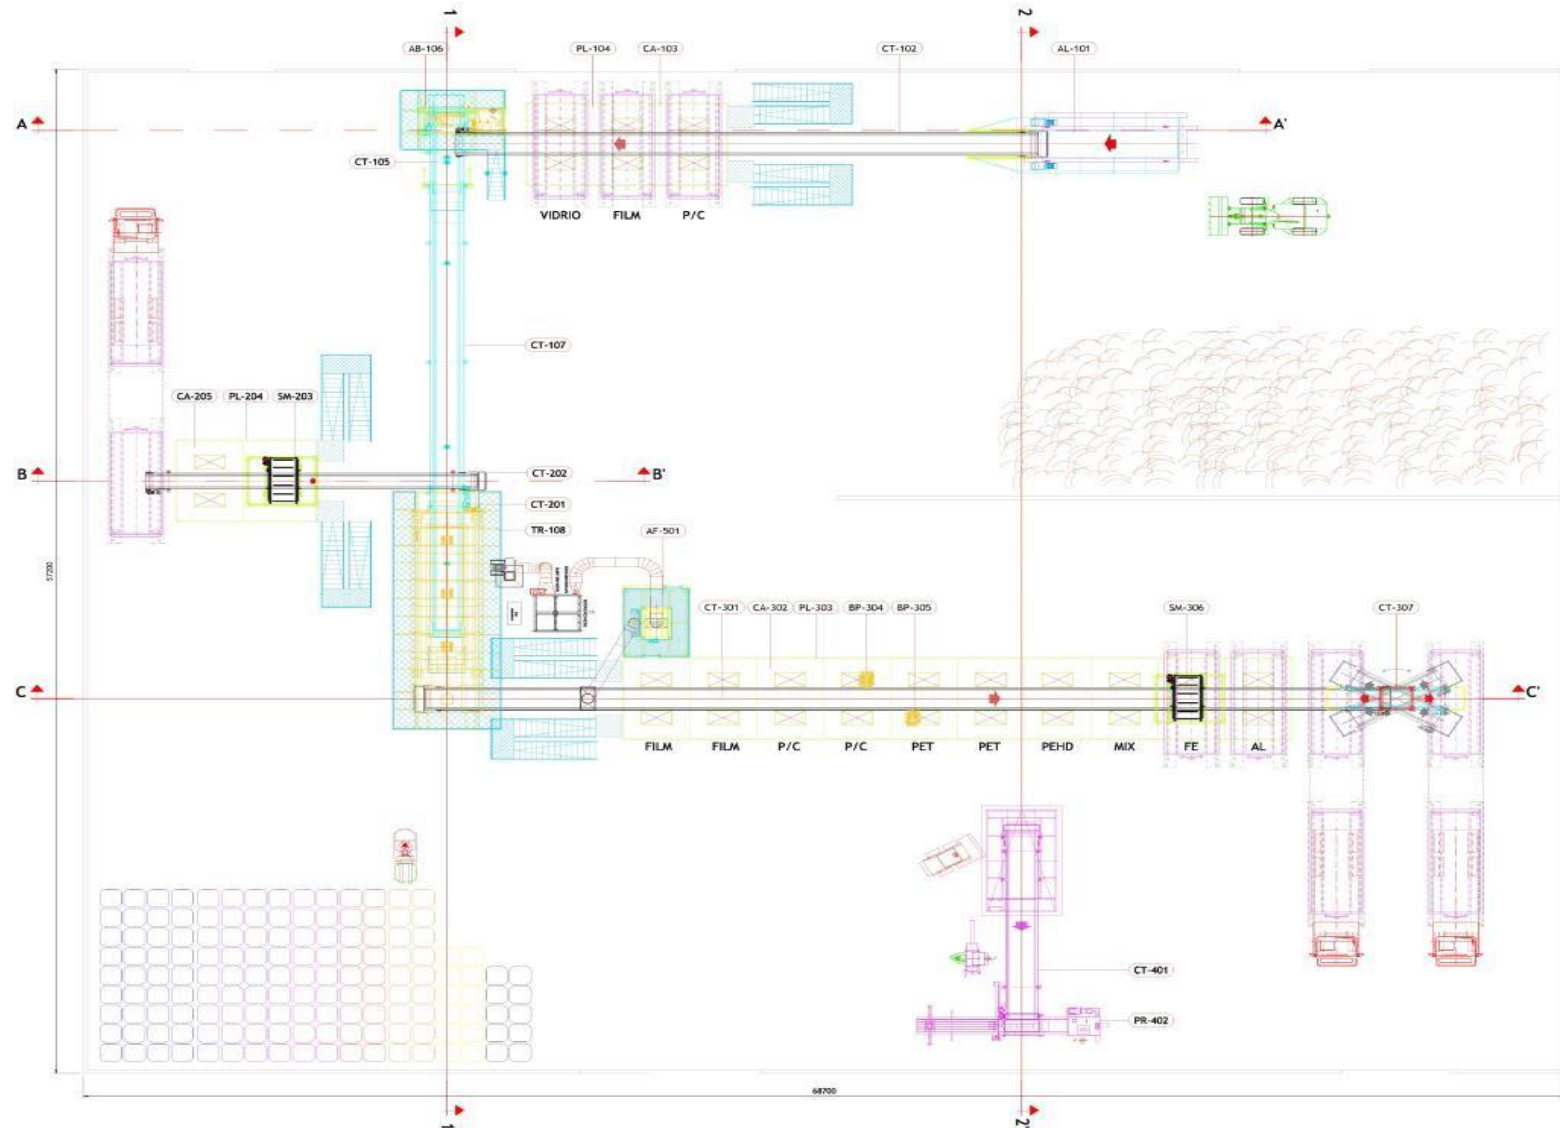 1
2
AB-106
PL-104
CA-103
CT-102
AL-101
A
A'
CT-105
VIDRIO
FILM
P/C
CT-107
CA-205
PL-204
SM-203
B
CT-202
B'
CT-201
TR-108
AF-501
57200
CT-301
CA-302
PL-303
BP-304
BP-305
SM-306
CT-307
C
C'
FILM
FILM
P/C
P/C
PET
PET
PEHD
MIX
FE
AL
CT-401
PR-402
68700
1'
2'